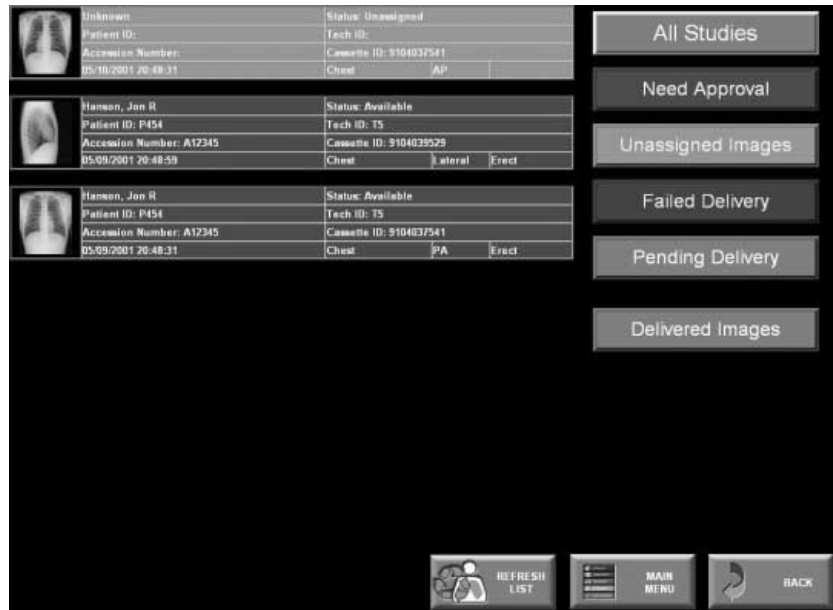 Unknown Status: Unassigned
Patient ID: Tech ID:
Accession Number: Cassette ID: 9104037541
05/10/2001 20:48:31 Chest AP
Hanson, Jon R Status: Available
Patient ID: P454 Tech ID: T5
Accession Number: A12345 Cassette ID: 9104039529
05/09/2001 20:48:59 Chest Lateral Erect
Hansen, Jon R Status: Available
Patient ID: P454 Tech ID: T5
Accession Number: A12345 Cassette ID: 9104037541
05/09/2001 20:48:31 Chest PA Erect
All Studies
Need Approval
Unassigned Images
Failed Delivery
Pending Delivery
Delivered Images
REFRESH
LIST
MAIN
MENU
BACK